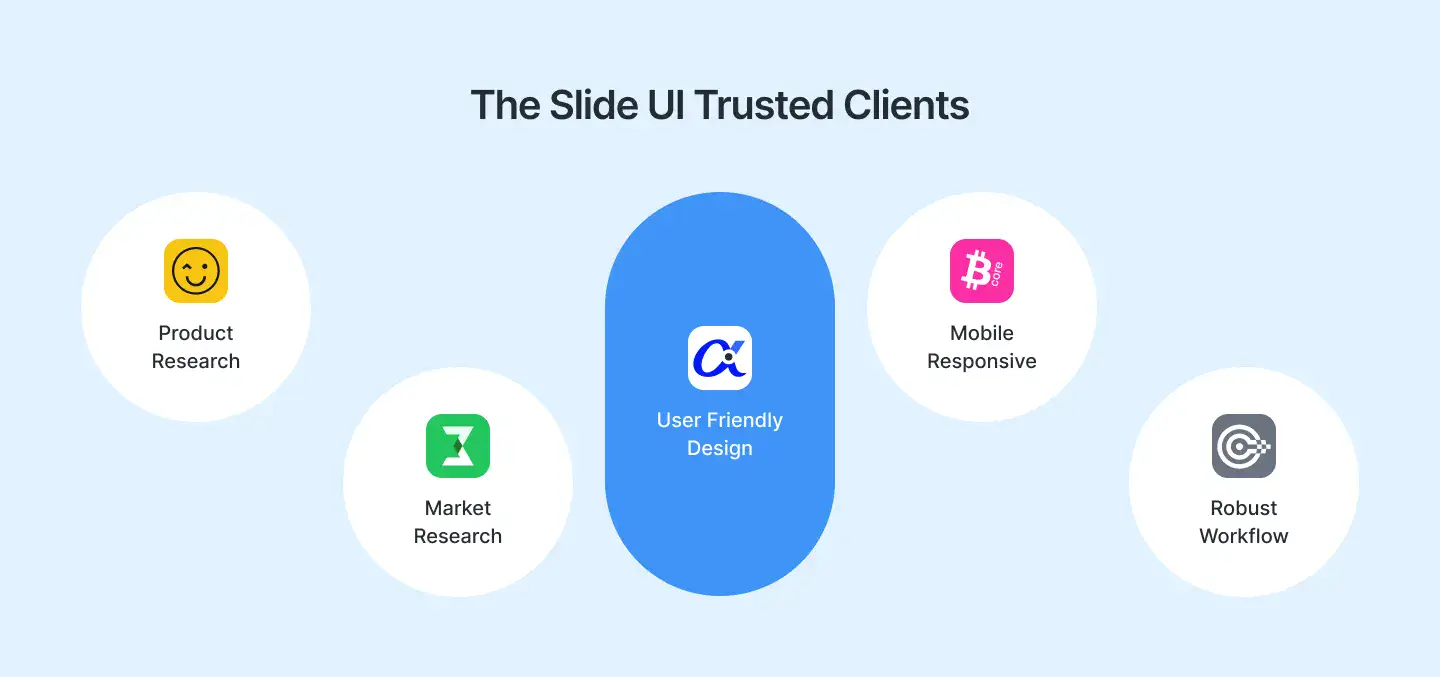 The Slide UI Trusted Clients
Product
Research
Market
Research
User Friendly
Design
core
Mobile
Responsive
Robust
Workflow